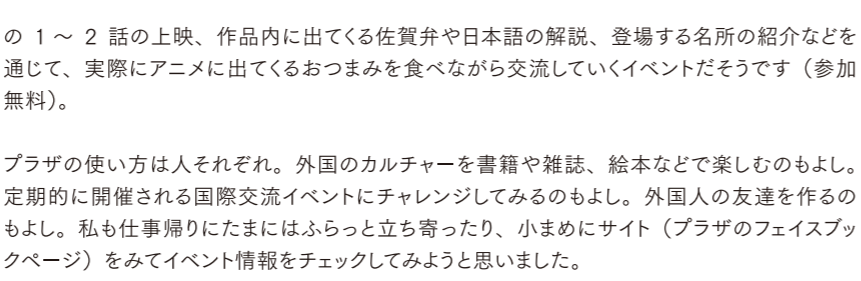 の 1 ～ 2 話の上映、作品内に出てくる佐賀弁や日本語の解説、登場する名所の紹介などを
通じて、実際にアニメに出てくるおつまみを食べながら交流していくイベントだそうです（参加
無料）。
プラザの使い方は人それぞれ。外国のカルチャーを書籍や雑誌、絵本などで楽しむのもよし。
定期的に開催される国際交流イベントにチャレンジしてみるのもよし。外国人の友達を作るの
もよし。私も仕事帰りにたまにはふらっと立ち寄ったり、小まめにサイト（プラザのフェイスブッ
クページ）をみてイベント情報をチェックしてみようと思いました。